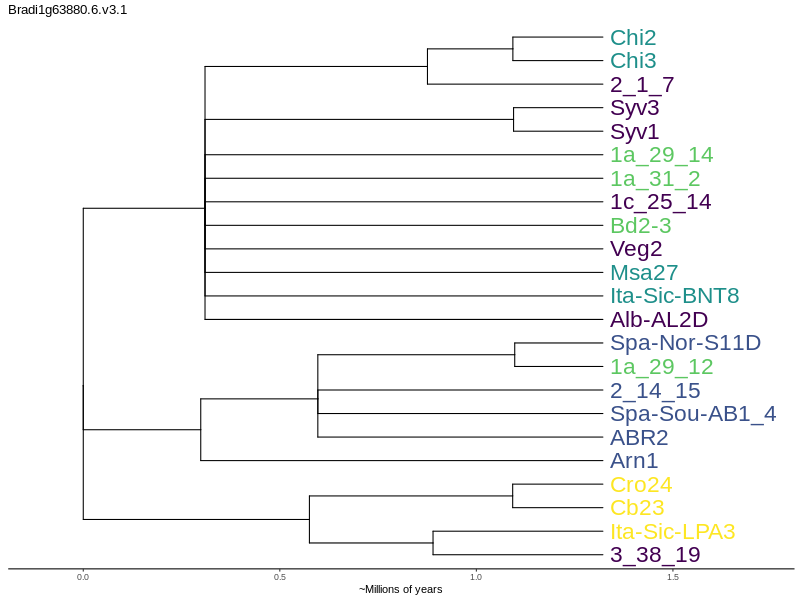 Bradi1g63880.6.v3.1
Chi2
Chi3
2_1_7
Syv3
Syv1
1a_29_14
1a_31_2
1c_25_14
Bd2-3
Veg2
Msa27
Ita-Sic-BNT8
Alb-AL2D
Spa-Nor-S11D
1a_29_12
2_14_15
Spa-Sou-AB1_4
ABR2
Arn1
Cro24
Cb23
Ita-Sic-LPA3
3_38_19
0.0 0.5 1.0 1.5
~Millions of years